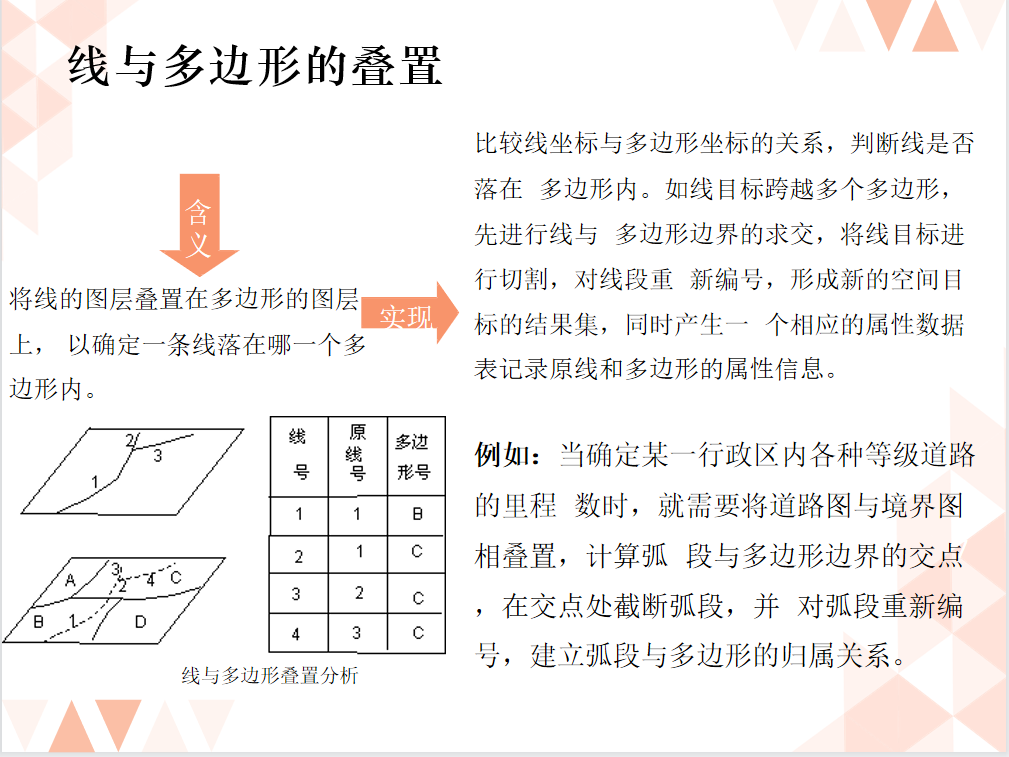 线与多边形的叠置
含
义
将线的图层叠置在多边形的图层
上， 以确定一条线落在哪一个多
边形内。
实现
比较线坐标与多边形坐标的关系，判断线是否
落在 多边形内。如线目标跨越多个多边形，
先进行线与 多边形边界的求交，将线目标进
行切割，对线段重 新编号，形成新的空间目
标的结果集，同时产生一 个相应的属性数据
表记录原线和多边形的属性信息。
例如：当确定某一行政区内各种等级道路
的里程 数时，就需要将道路图与境界图
相叠置，计算弧 段与多边形边界的交点
，在交点处截断弧段，并 对弧段重新编
号，建立弧段与多边形的归属关系。
2
3
1
A 3 2 4 C
B 1 D
线号 原线号 多边形号
1 1 B
2 1 C
3 2 C
4 3 C
线与多边形叠置分析